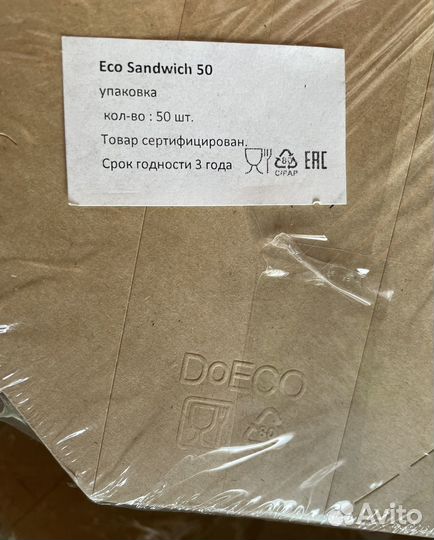 Eco Sandwich 50
упаковка
кол-во : 50 шт.
Товар сертифицирован.
Срок годности 3 года
80
C/PAP
EAC
DoECO
80
Avito